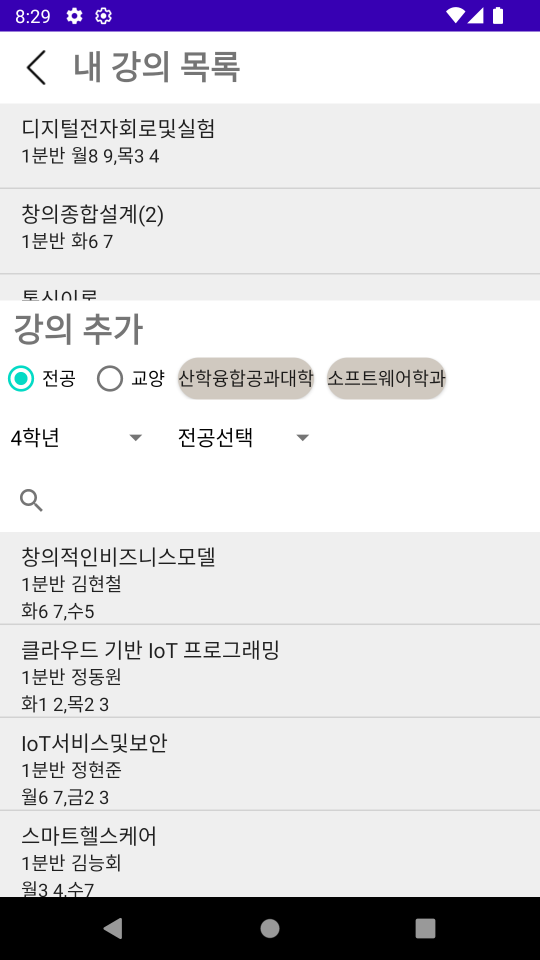 8:29
내 강의 목록
디지털전자회로및실험
1분반 월8 9,목3 4
창의종합설계(2)
1분반 화6 7
강의 추가
전공 교양 산학융합공과대학 소프트웨어학과
4학년 전공선택
창의적인비즈니스모델
1분반 김현철
화6 7,수5
클라우드 기반 IoT 프로그래밍
1분반 정동원
화1 2,목2 3
IoT서비스및보안
1분반 정현준
월6 7,금2 3
스마트헬스케어
1분반 김능회
월3 4,수7